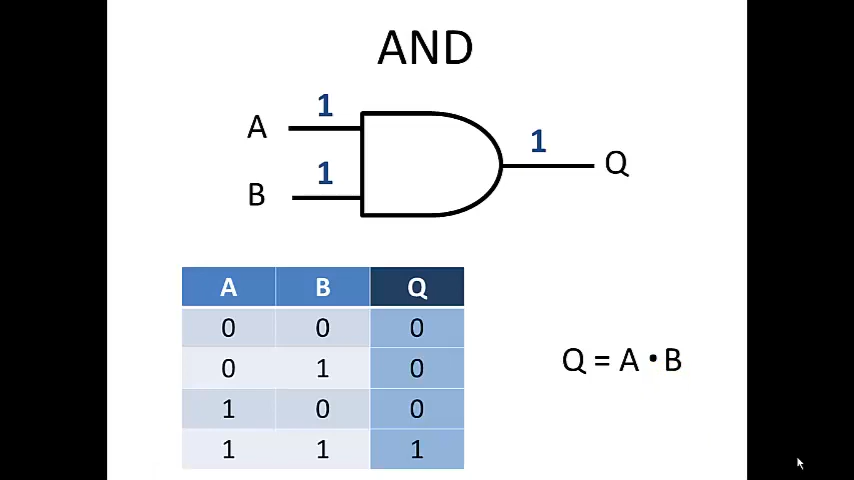 AND
1
A
1
B
1
Q
A B Q
0 0 0
0 1 0
1 0 0
1 1 1
Q = A • B